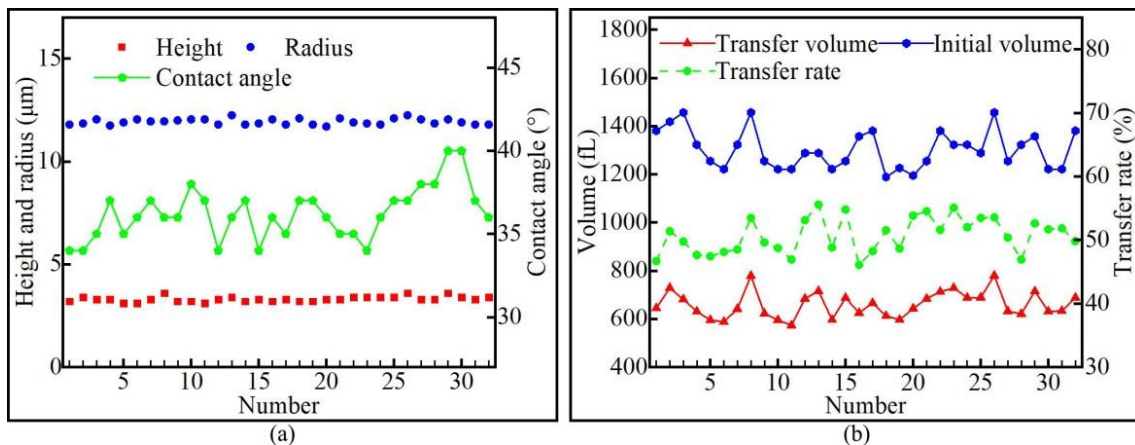 Height Radius
Contact angle
15
10
5
0
Height and radius (μm)
45
40
35
30
Contact angle (°)
5 10 15 20 25 30
Number
(a)
1800
1600
1400
1200
1000
800
600
400
Volume (fL)
Transfer volume Initial volume
Transfer rate
80
70
60
50
40
30
Transfer rate (%)
5 10 15 20 25 30
Number
(b)